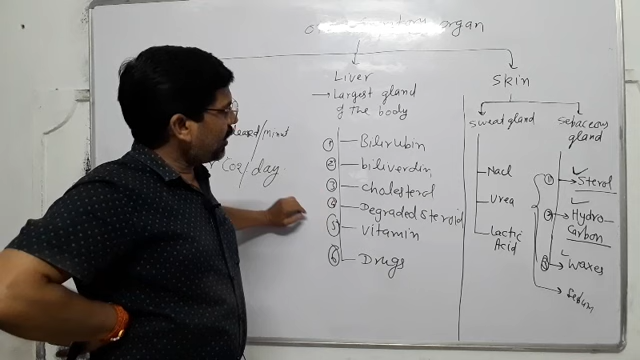 organ
Liver
→ Largest gland
of The body
① Bilirubin
② biliverdin,
③ cholesterol
④ Degraded steroid
⑤ vitamin
⑥ Drugs
/minut
Co2/day
SKin
sweat gland
Nacl
Urea
Lactic
Acid
sebaceous
gland
① Sterol
② Hydro-
Carbon
③ Waxes
Sebum